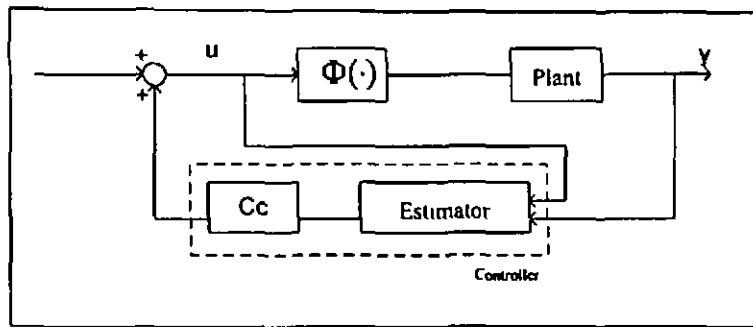 +
u
Φ(·)
Plant
y
+
Cc
Estimator
Controller